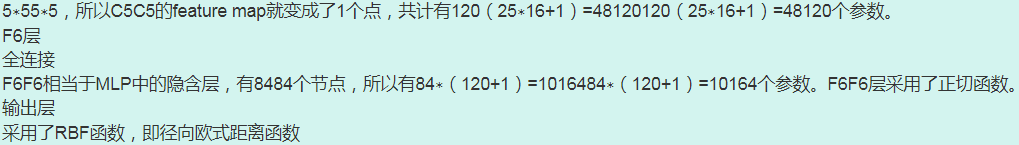 5*55*5，所以C5C5的feature map就变成了1个点，共计有120（25*16+1）=48120120（25*16+1）=48120个参数。
F6层
全连接
F6F6相当于MLP中的隐含层，有8484个节点，所以有84*（120+1）=1016484*（120+1）=10164个参数。F6F6层采用了正切函数。
输出层
采用了RBF函数，即径向欧式距离函数